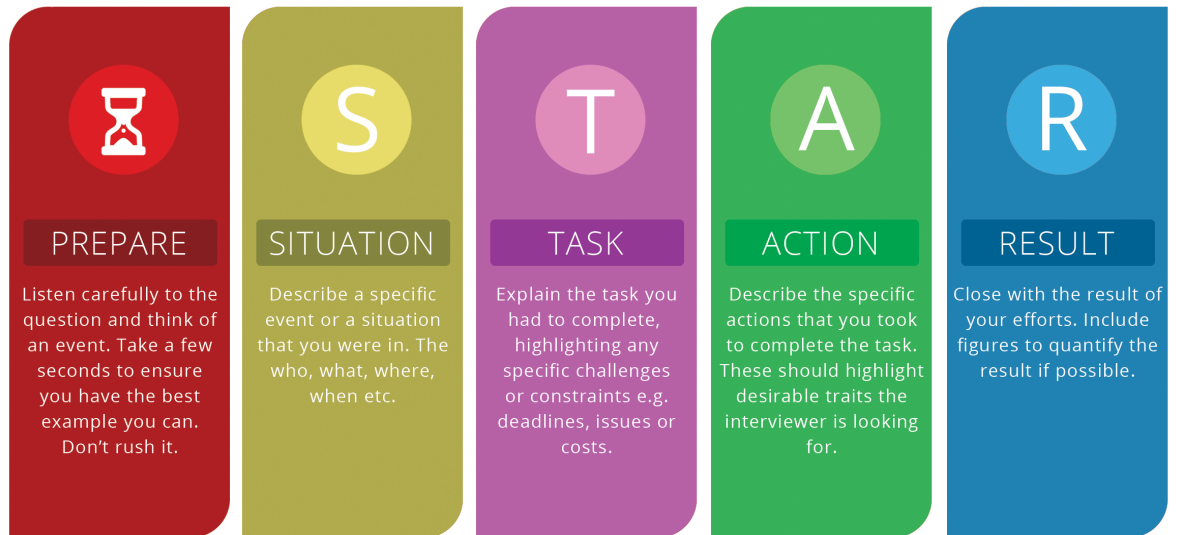 PREPARE
Listen carefully to the
question and think of
an event. Take a few
seconds to ensure
you have the best
example you can.
Don’t rush it.
S
SITUATION
Describe a specific
event or a situation
that you were in. The
who, what, where,
when etc.
T
TASK
Explain the task you
had to complete,
highlighting any
specific challenges
or constraints e.g.
deadlines, issues or
costs.
A
ACTION
Describe the specific
actions that you took
to complete the task.
These should highlight
desirable traits the
interviewer is looking
for.
R
RESULT
Close with the result of
your efforts. Include
figures to quantify the
result if possible.